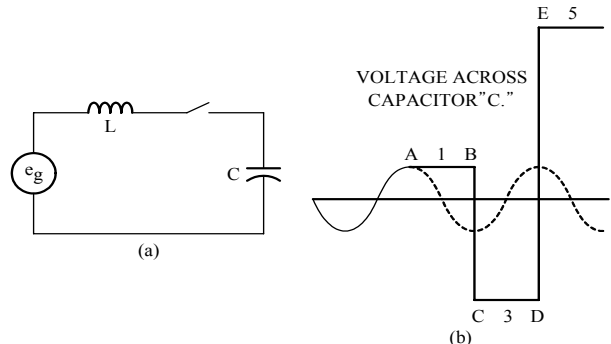 E 5
VOLTAGE ACROSS
CAPACITOR"C."
L
e_g
C
A 1 B
C 3 D
(a)
(b)